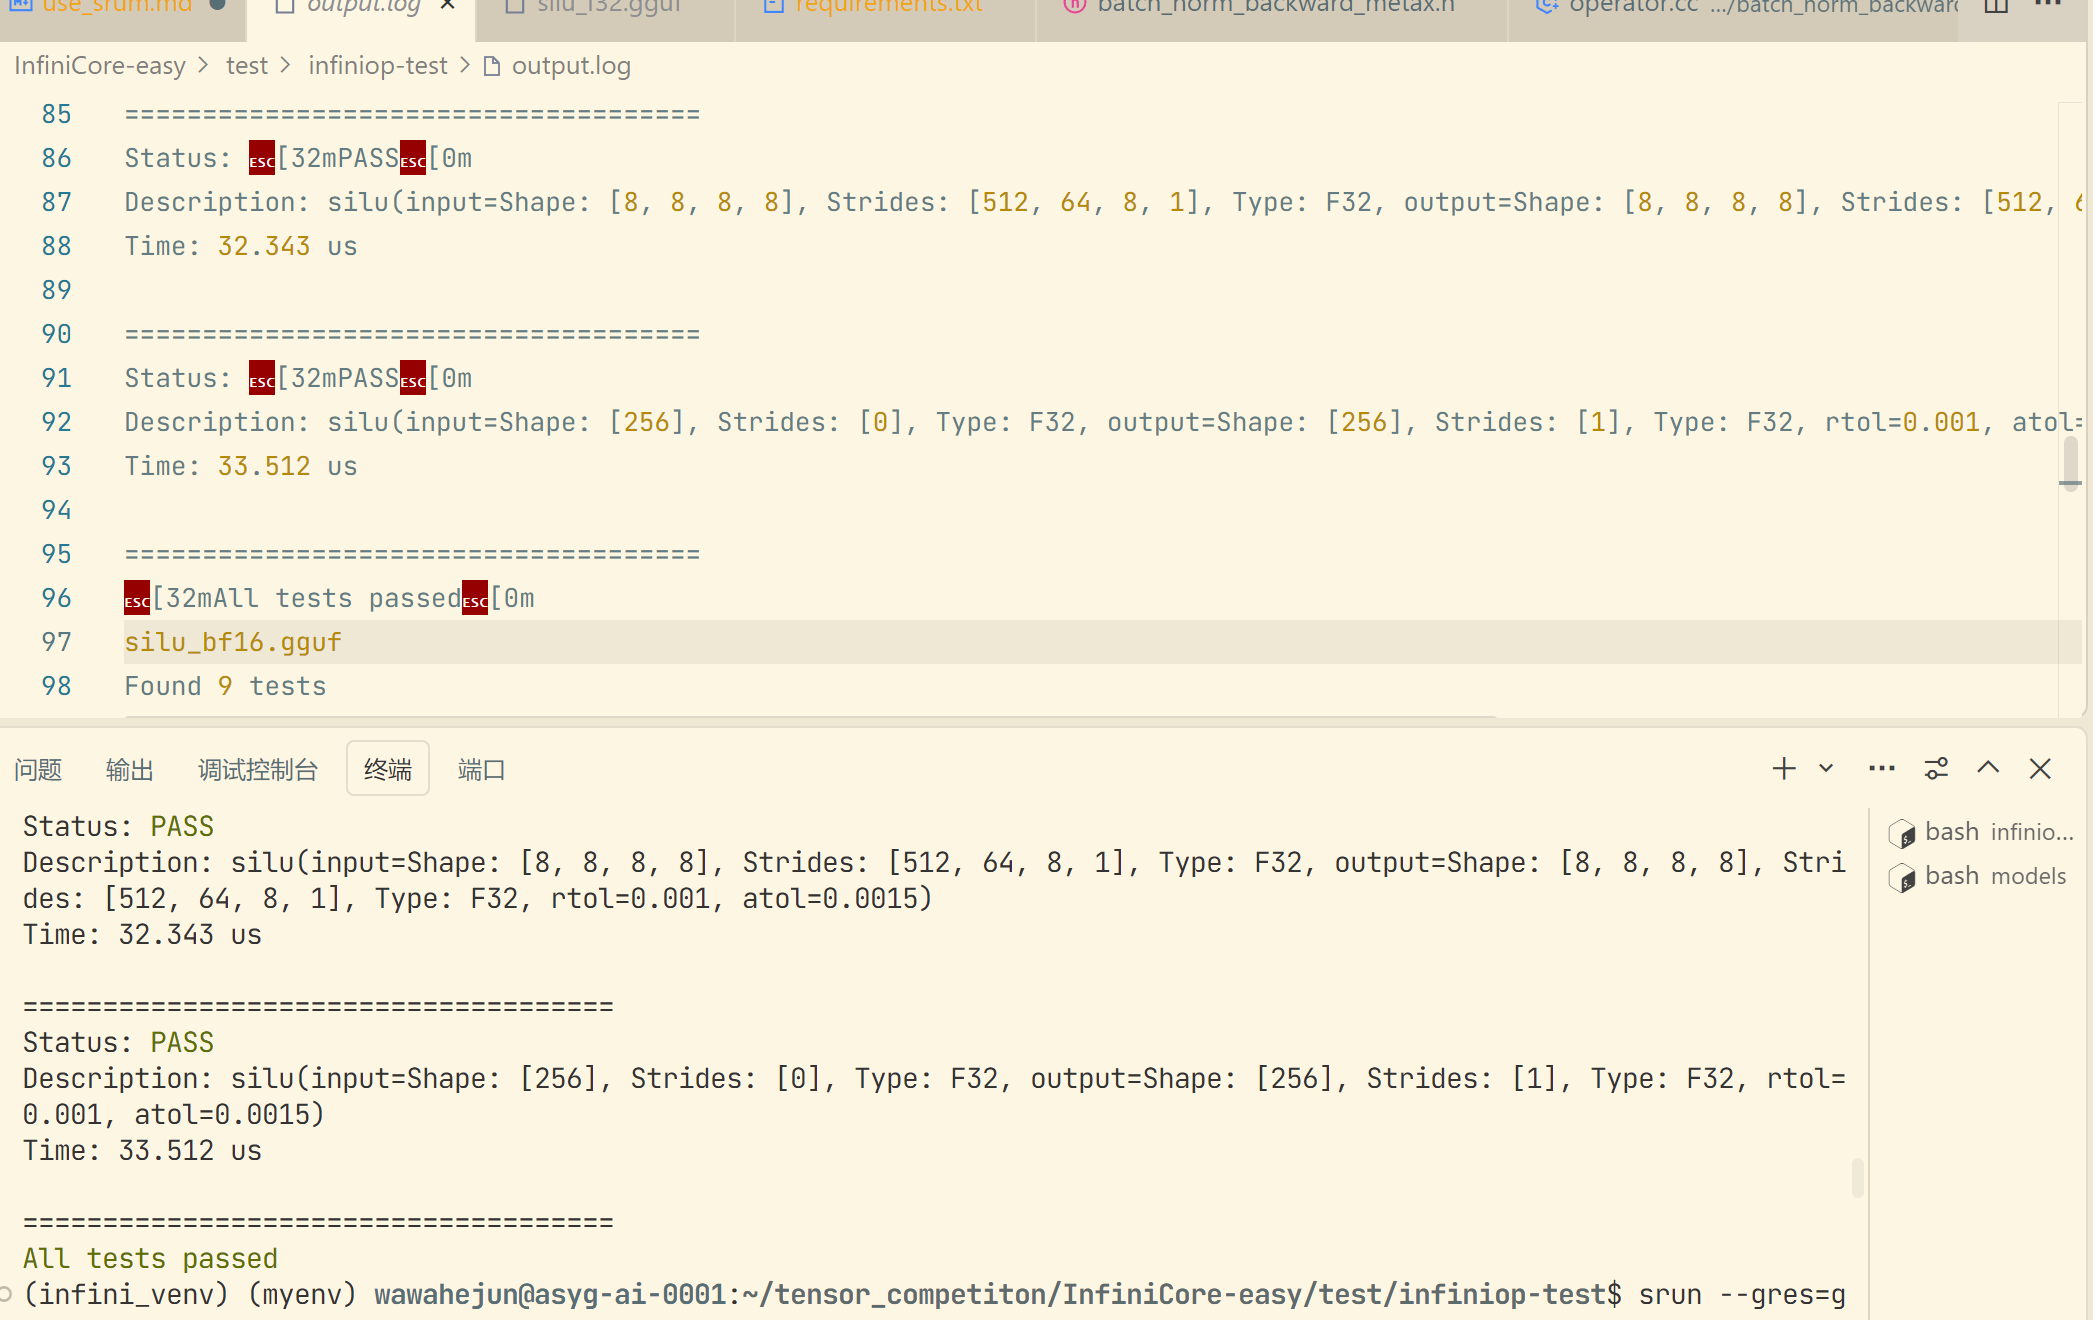 use_srum.md
output.log
silu_f32.gguf
requirements.txt
batch_norm_backward_metax.h
operator.cc .../batch_norm_backward
InfiniCore-easy > test > infiniop-test > output.log
85 =====================================
86 Status: ESC[32mPASSESC[0m
87 Description: silu(input=Shape: [8, 8, 8, 8], Strides: [512, 64, 8, 1], Type: F32, output=Shape: [8, 8, 8, 8], Strides: [512, 6
88 Time: 32.343 us
89
90 =====================================
91 Status: ESC[32mPASSESC[0m
92 Description: silu(input=Shape: [256], Strides: [0], Type: F32, output=Shape: [256], Strides: [1], Type: F32, rtol=0.001, atol=
93 Time: 33.512 us
94
95 =====================================
96 ESC[32mAll tests passedESC[0m
97 silu_bf16.gguf
98 Found 9 tests
问题 输出 调试控制台 终端 端口
Status: PASS
Description: silu(input=Shape: [8, 8, 8, 8], Strides: [512, 64, 8, 1], Type: F32, output=Shape: [8, 8, 8, 8], Stri
des: [512, 64, 8, 1], Type: F32, rtol=0.001, atol=0.0015)
Time: 32.343 us
=====================================
Status: PASS
Description: silu(input=Shape: [256], Strides: [0], Type: F32, output=Shape: [256], Strides: [1], Type: F32, rtol=
0.001, atol=0.0015)
Time: 33.512 us
=====================================
All tests passed
(infini_venv) (myenv) wawahejun@asyg-ai-0001:~/tensor_competiton/InfiniCore-easy/test/infiniop-test$ srun --gres=g
bash infinio...
bash models